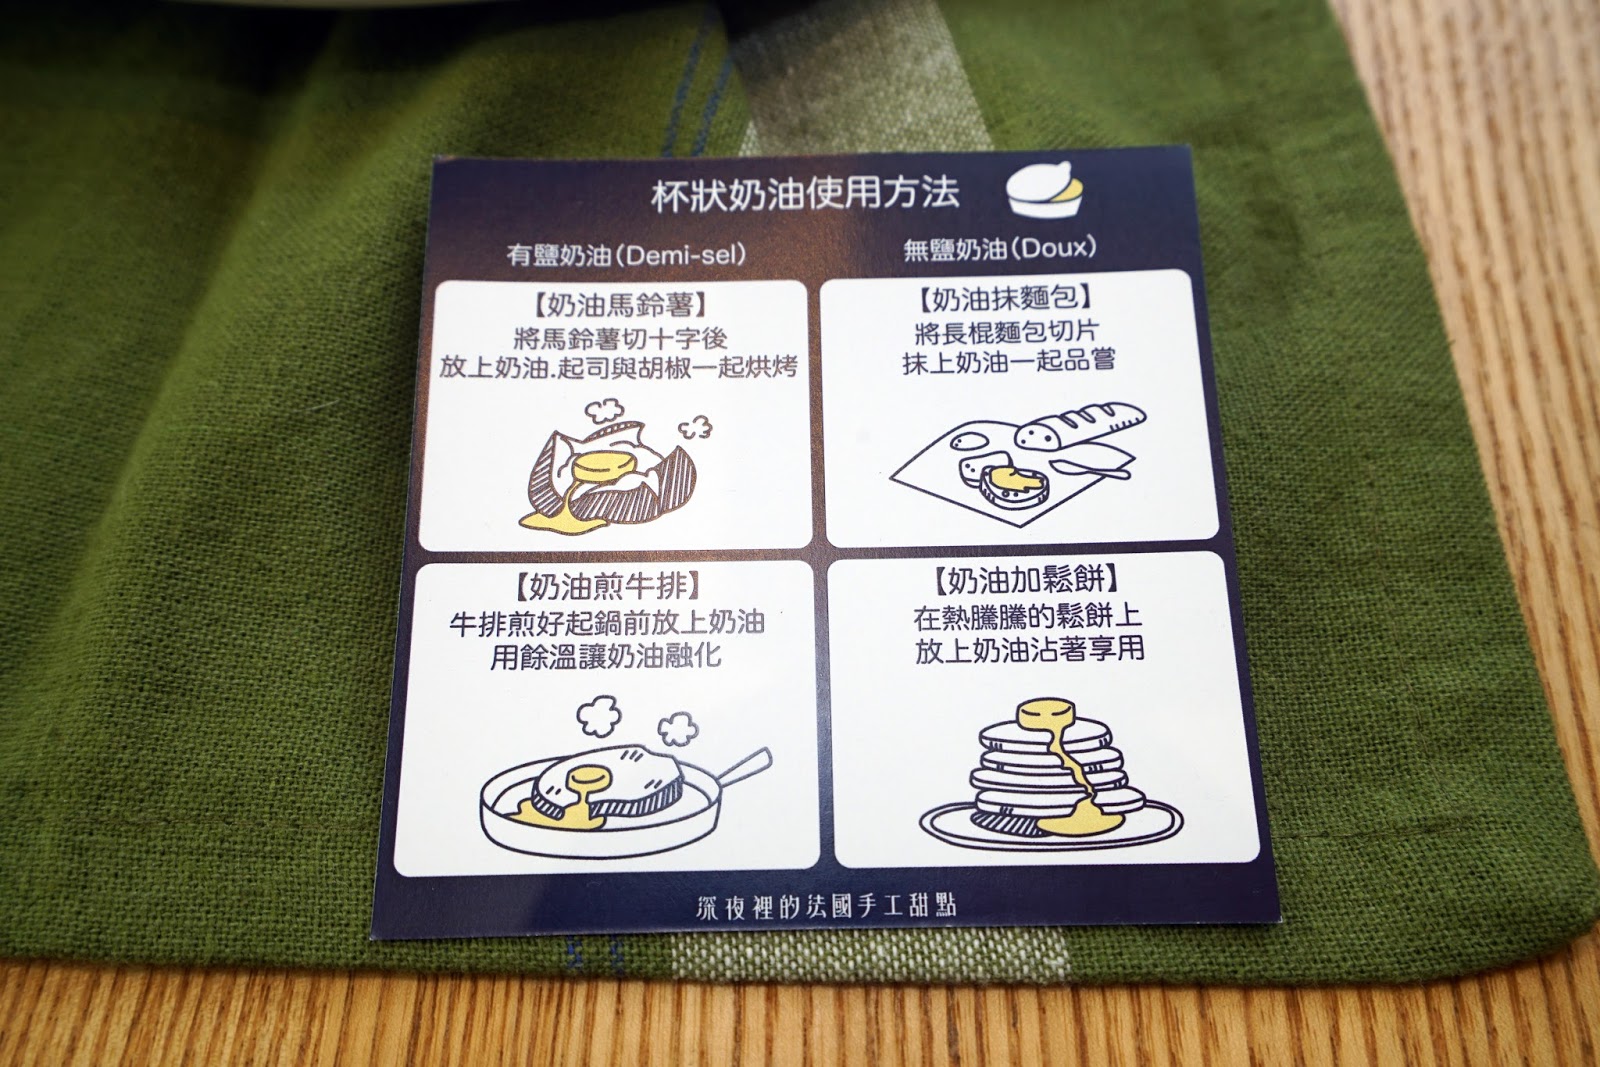 杯狀奶油使用方法
有鹽奶油(Demi-sel)
【奶油馬鈴薯】
將馬鈴薯切十字後
放上奶油.起司與胡椒一起烘烤
【奶油煎牛排】
牛排煎好起鍋前放上奶油
用餘溫讓奶油融化
無鹽奶油(Doux)
【奶油抹麵包】
將長棍麵包切片
抹上奶油一起品嘗
【奶油加鬆餅】
在熱騰騰的鬆餅上
放上奶油沾著享用
深夜裡的法國手工甜點